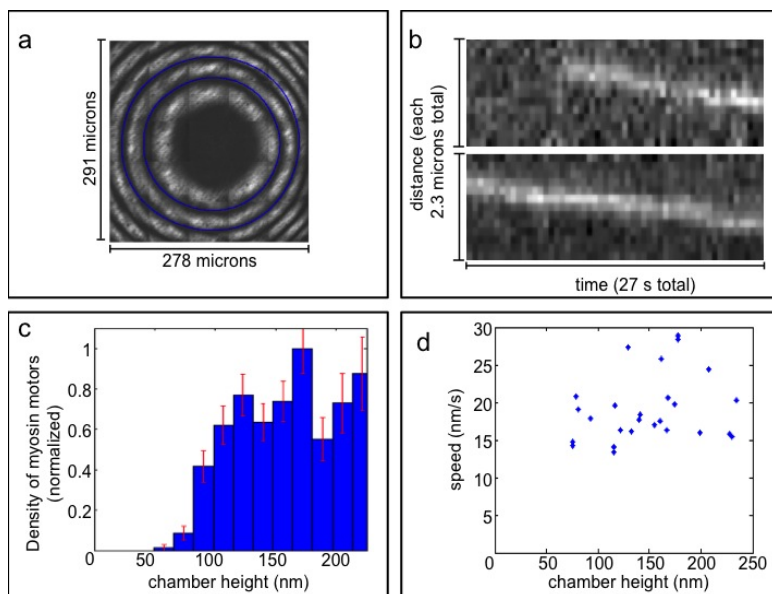 a
291 microns
278 microns
b
distance (each
2.3 microns total)
time (27 s total)
c
Density of myosin motors
(normalized)
1
0.8
0.6
0.4
0.2
0 50 100 150 200
chamber height (nm)
d
speed (nm/s)
30
25
20
15
10
5
0 50 100 150 200 250
chamber height (nm)